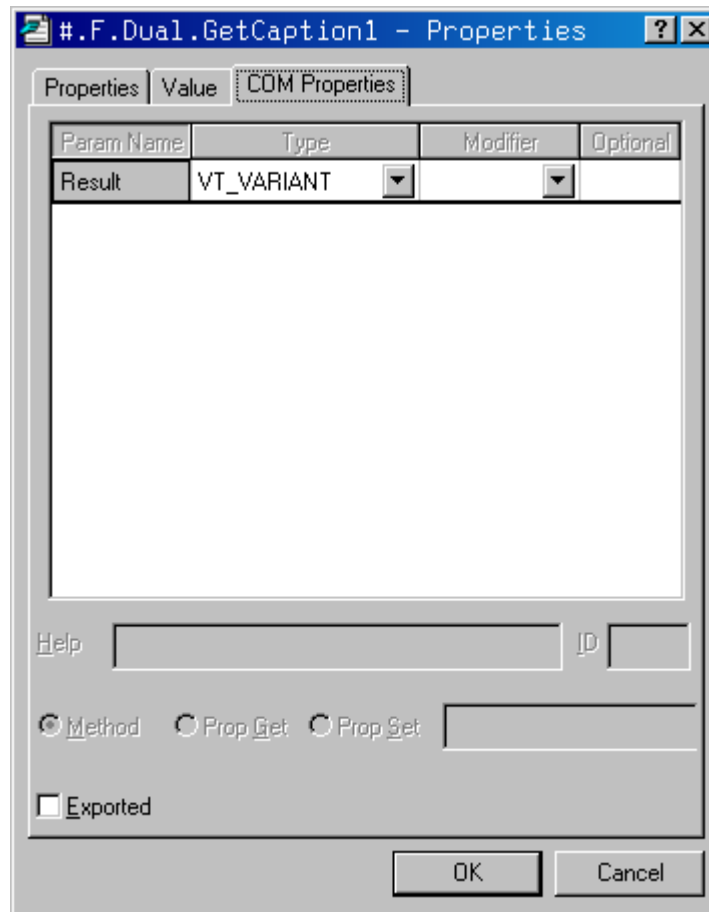 #.F.Dual.GetCaption1 - Properties
Properties Value COM Properties
Param Name Type Modifier Optional
Result VT_VARIANT
Help ID
Method Prop Get Prop Set
Exported
OK Cancel